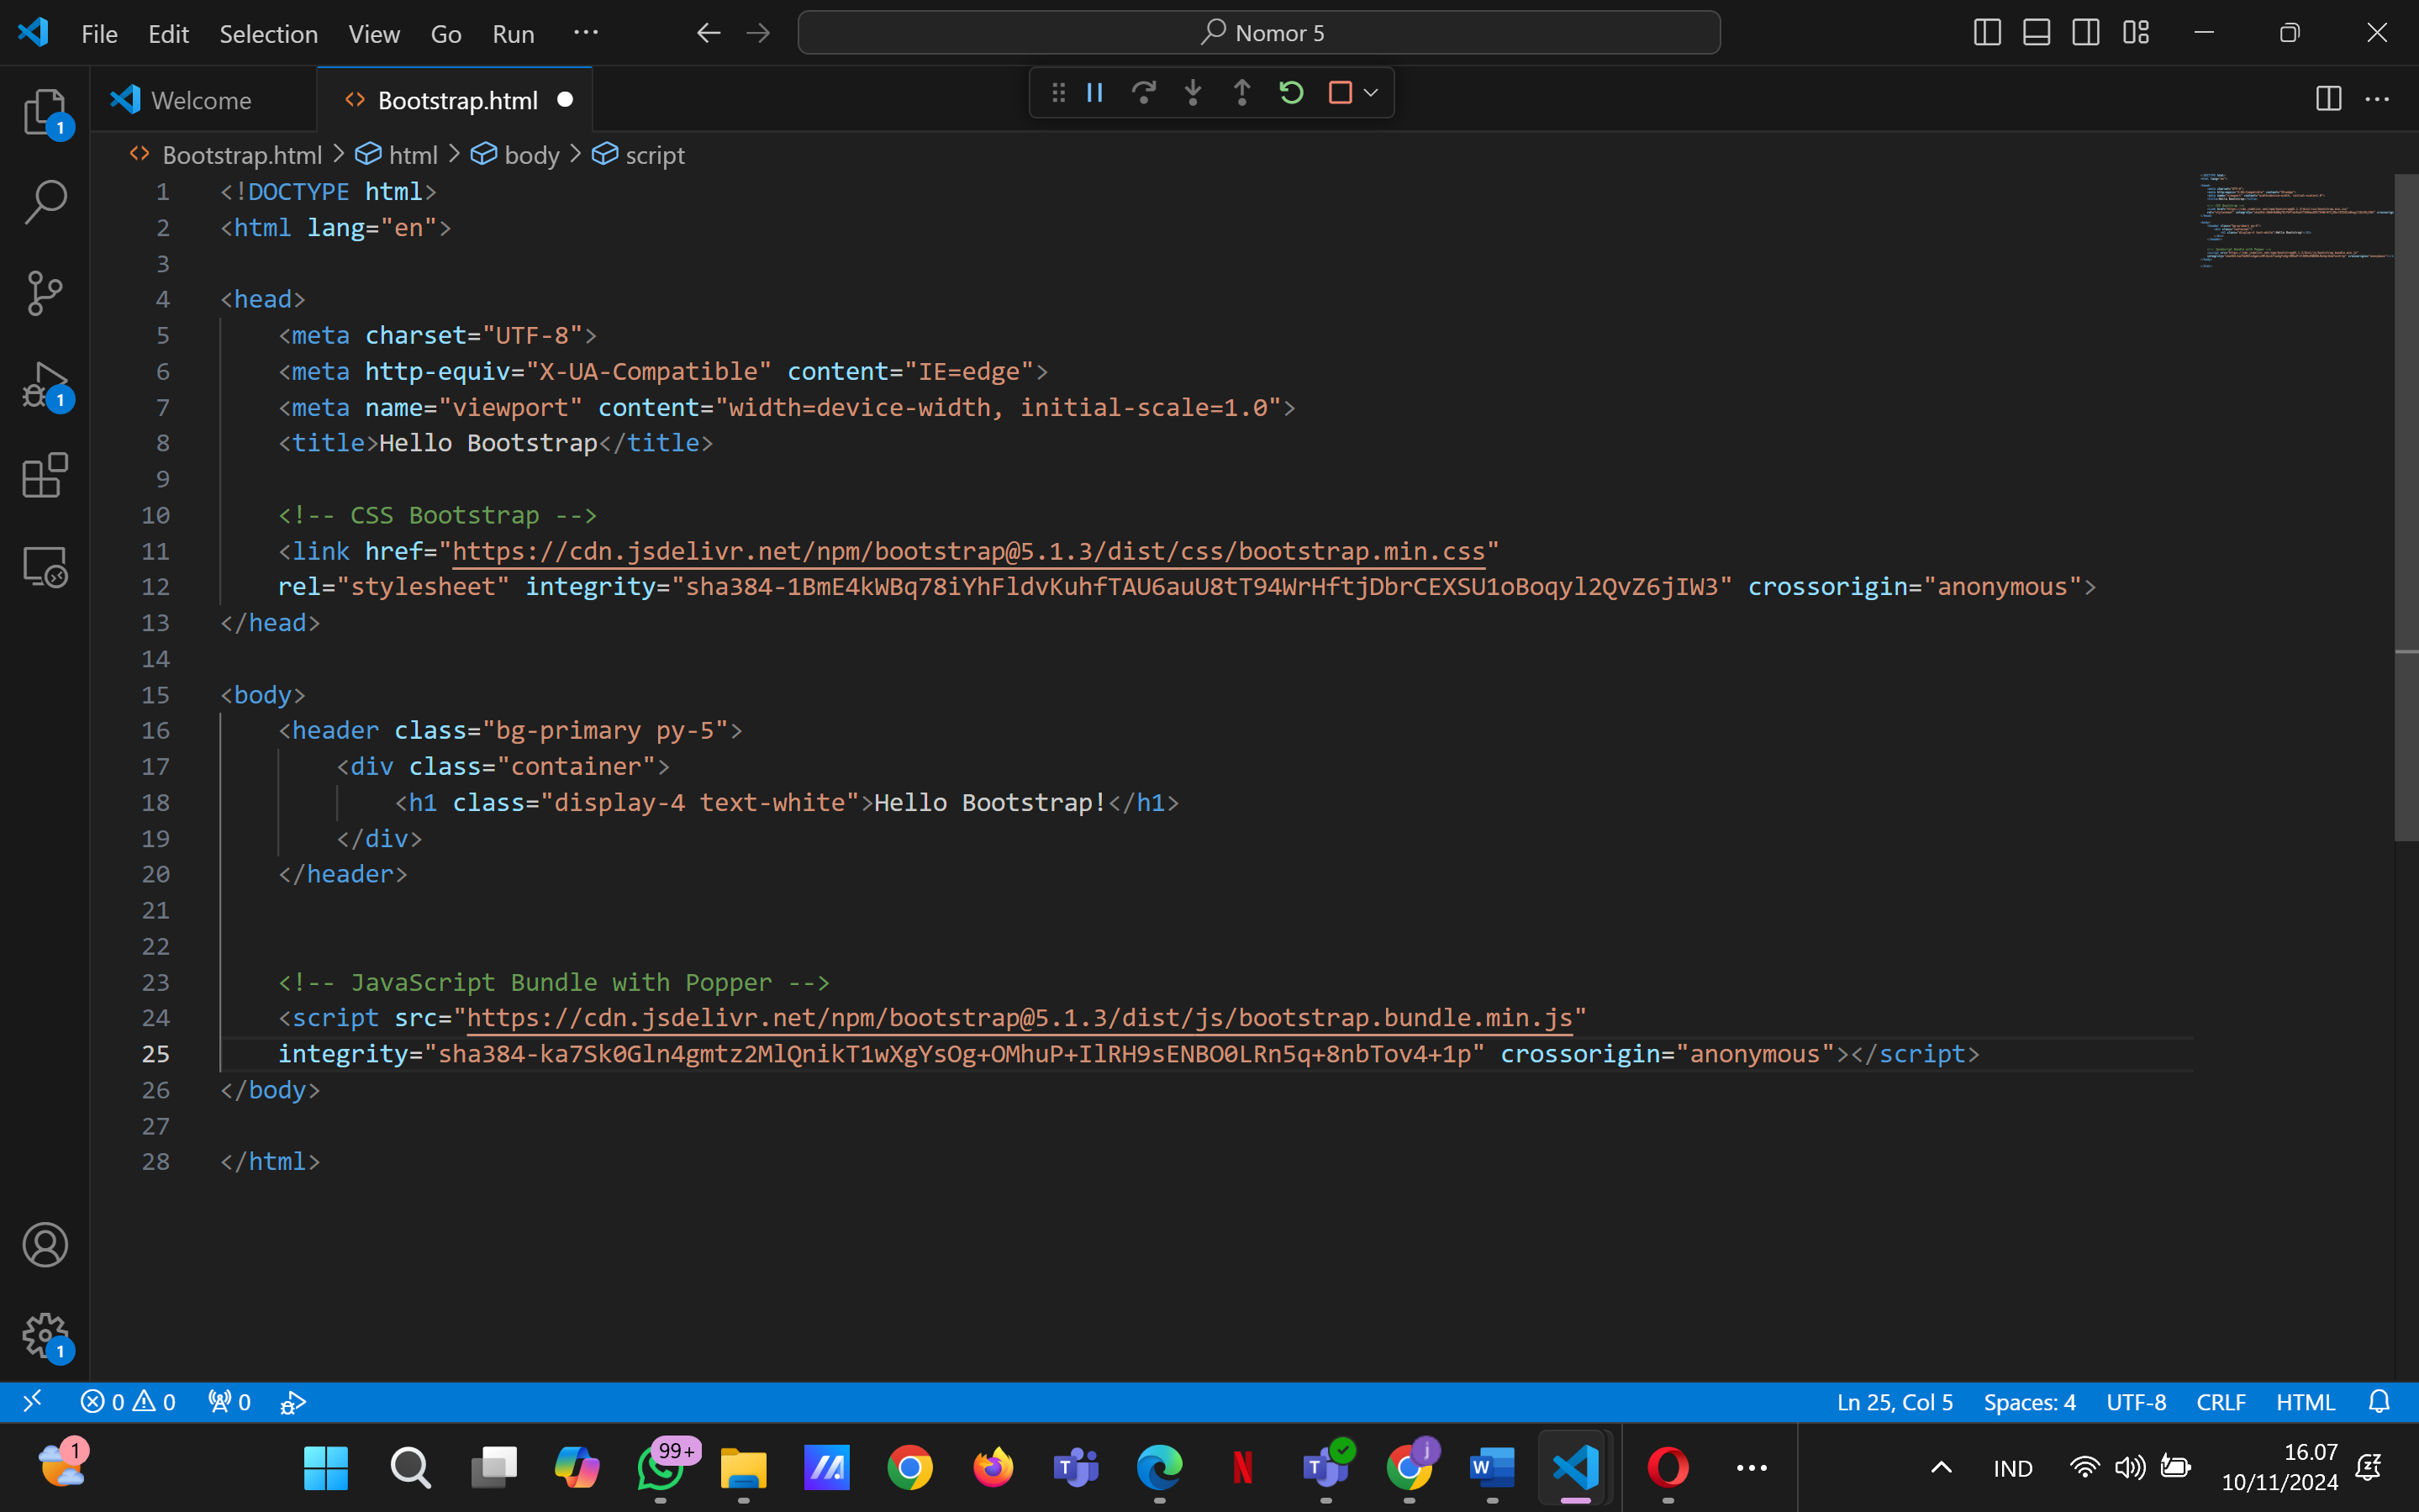 File Edit Selection View Go Run ··· Nomor 5
Welcome Bootstrap.html
Bootstrap.html > html > body > script
1 <!DOCTYPE html>
2 <html lang="en">
3
4 <head>
5 <meta charset="UTF-8">
6 <meta http-equiv="X-UA-Compatible" content="IE=edge">
7 <meta name="viewport" content="width=device-width, initial-scale=1.0">
8 <title>Hello Bootstrap</title>
9
10 <!-- CSS Bootstrap -->
11 <link href="https://cdn.jsdelivr.net/npm/bootstrap@5.1.3/dist/css/bootstrap.min.css"
12 rel="stylesheet" integrity="sha384-1BmE4kWBq78iYhFldvKuhfTAU6auU8tT94WrHftjDbrCEXSU1oBoqyl2QvZ6jIW3" crossorigin="anonymous">
13 </head>
14
15 <body>
16 <header class="bg-primary py-5">
17 <div class="container">
18 <h1 class="display-4 text-white">Hello Bootstrap!</h1>
19 </div>
20 </header>
21
22
23 <!-- JavaScript Bundle with Popper -->
24 <script src="https://cdn.jsdelivr.net/npm/bootstrap@5.1.3/dist/js/bootstrap.bundle.min.js"
25 integrity="sha384-ka7Sk0Gln4gmtz2MlQnikT1wXgYsOg+OMhuP+IlRH9sENBO0LRn5q+8nbTov4+1p" crossorigin="anonymous"></script>
26 </body>
27
28 </html>
1
1
1
0 0 0 Ln 25, Col 5 Spaces: 4 UTF-8 CRLF HTML
1 99+ j IND 16.07
10/11/2024